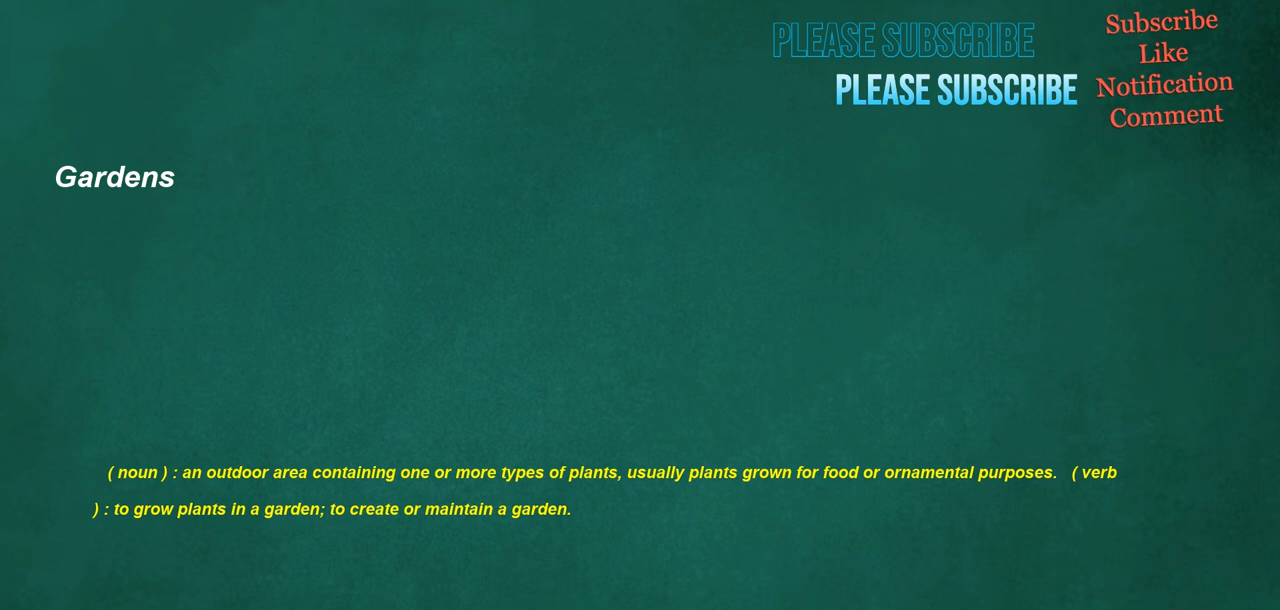 PLEASE SUBSCRIBE
PLEASE SUBSCRIBE
Subscribe
Like
Notification
Comment
Gardens
( noun ) : an outdoor area containing one or more types of plants, usually plants grown for food or ornamental purposes. ( verb
) : to grow plants in a garden; to create or maintain a garden.